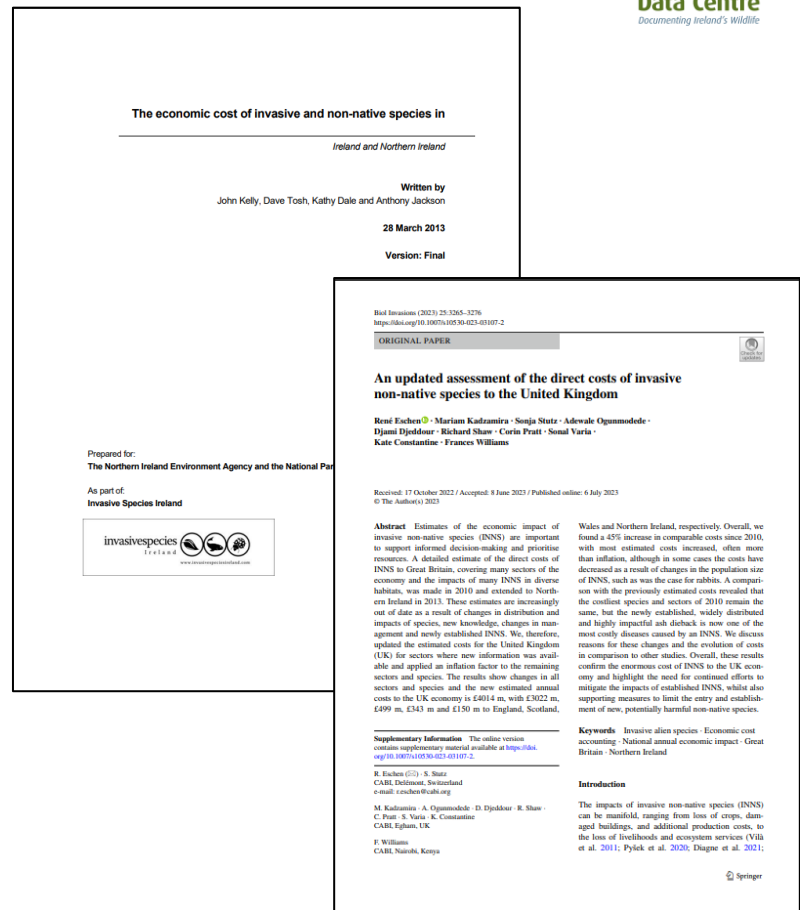 Data Centre
Documenting Ireland's Wildlife
The economic cost of invasive and non-native species in
Ireland and Northern Ireland
Written by
John Kelly, Dave Tosh, Kathy Dale and Anthony Jackson
28 March 2013
Version: Final
Prepared for:
The Northern Ireland Environment Agency and the National Par
As part of:
Invasive Species Ireland
invasivespecies
Ireland
www.invasivespeciesireland.com
Biol Invasions (2023) 25:3265–3276
https://doi.org/10.1007/s10530-023-03107-2
ORIGINAL PAPER
Check for
updates
An updated assessment of the direct costs of invasive
non-native species to the United Kingdom
René Eschen · Mariam Kadzamira · Sonja Stutz · Adewale Ogunmodede ·
Djami Djeddour · Richard Shaw · Corin Pratt · Sonal Varia ·
Kate Constantine · Frances Williams
Received: 17 October 2022 / Accepted: 8 June 2023 / Published online: 6 July 2023
© The Author(s) 2023
Abstract Estimates of the economic impact of
invasive non-native species (INNS) are important
to support informed decision-making and prioritise
resources. A detailed estimate of the direct costs of
INNS to Great Britain, covering many sectors of the
economy and the impacts of many INNS in diverse
habitats, was made in 2010 and extended to North-
ern Ireland in 2013. These estimates are increasingly
out of date as a result of changes in distribution and
impacts of species, new knowledge, changes in man-
agement and newly established INNS. We, therefore,
updated the estimated costs for the United Kingdom
(UK) for sectors where new information was avail-
able and applied an inflation factor to the remaining
sectors and species. The results show changes in all
sectors and species and the new estimated annual
costs to the UK economy is £4014 m, with £3022 m,
£499 m, £343 m and £150 m to England, Scotland,
Wales and Northern Ireland, respectively. Overall, we
found a 45% increase in comparable costs since 2010,
with most estimated costs increased, often more
than inflation, although in some cases the costs have
decreased as a result of changes in the population size
of INNS, such as was the case for rabbits. A compari-
son with the previously estimated costs revealed that
the costliest species and sectors of 2010 remain the
same, but the newly established, widely distributed
and highly impactful ash dieback is now one of the
most costly diseases caused by an INNS. We discuss
reasons for these changes and the evolution of costs
in comparison to other studies. Overall, these results
confirm the enormous cost of INNS to the UK econ-
omy and highlight the need for continued efforts to
mitigate the impacts of established INNS, whilst also
supporting measures to limit the entry and establish-
ment of new, potentially harmful non-native species.
Keywords Invasive alien species · Economic cost
accounting · National annual economic impact · Great
Britain · Northern Ireland
Supplementary Information The online version
contains supplementary material available at https://doi.
org/10.1007/s10530-023-03107-2.
R. Eschen (✉) · S. Stutz
CABI, Delémont, Switzerland
e-mail: r.eschen@cabi.org
M. Kadzamira · A. Ogunmodede · D. Djeddour · R. Shaw ·
C. Pratt · S. Varia · K. Constantine
CABI, Egham, UK
F. Williams
CABI, Nairobi, Kenya
Introduction
The impacts of invasive non-native species (INNS)
can be manifold, ranging from loss of crops, dam-
aged buildings, and additional production costs, to
the loss of livelihoods and ecosystem services (Vilà
et al. 2011; Pyšek et al. 2020; Diagne et al. 2021;
Springer